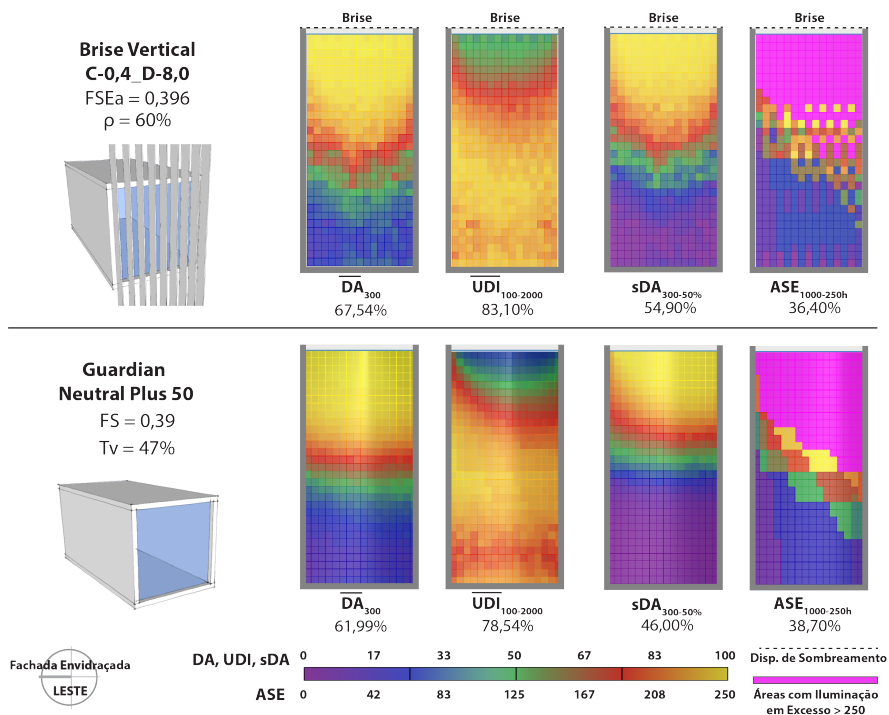 Brise Brise Brise Brise
Brise Vertical
C-0,4_D-8,0
FSEa = 0,396
ρ = 60%
DA300 UDI100-2000 sDA300-50% ASE1000-250h
67,54% 83,10% 54,90% 36,40%
Guardian
Neutral Plus 50
FS = 0,39
Tv = 47%
DA300 UDI100-2000 sDA300-50% ASE1000-250h
61,99% 78,54% 46,00% 38,70%
Fachada Envidraçada
LESTE
DA, UDI, sDA 0 17 33 50 67 83 100
ASE 0 42 83 125 167 208 250
Disp. de Sombreamento
Áreas com Iluminação
em Excesso > 250